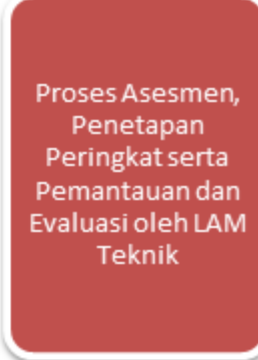 Proses Asesmen,
Penetapan
Peringkat serta
Pemantauan dan
Evaluasi oleh LAM
Teknik